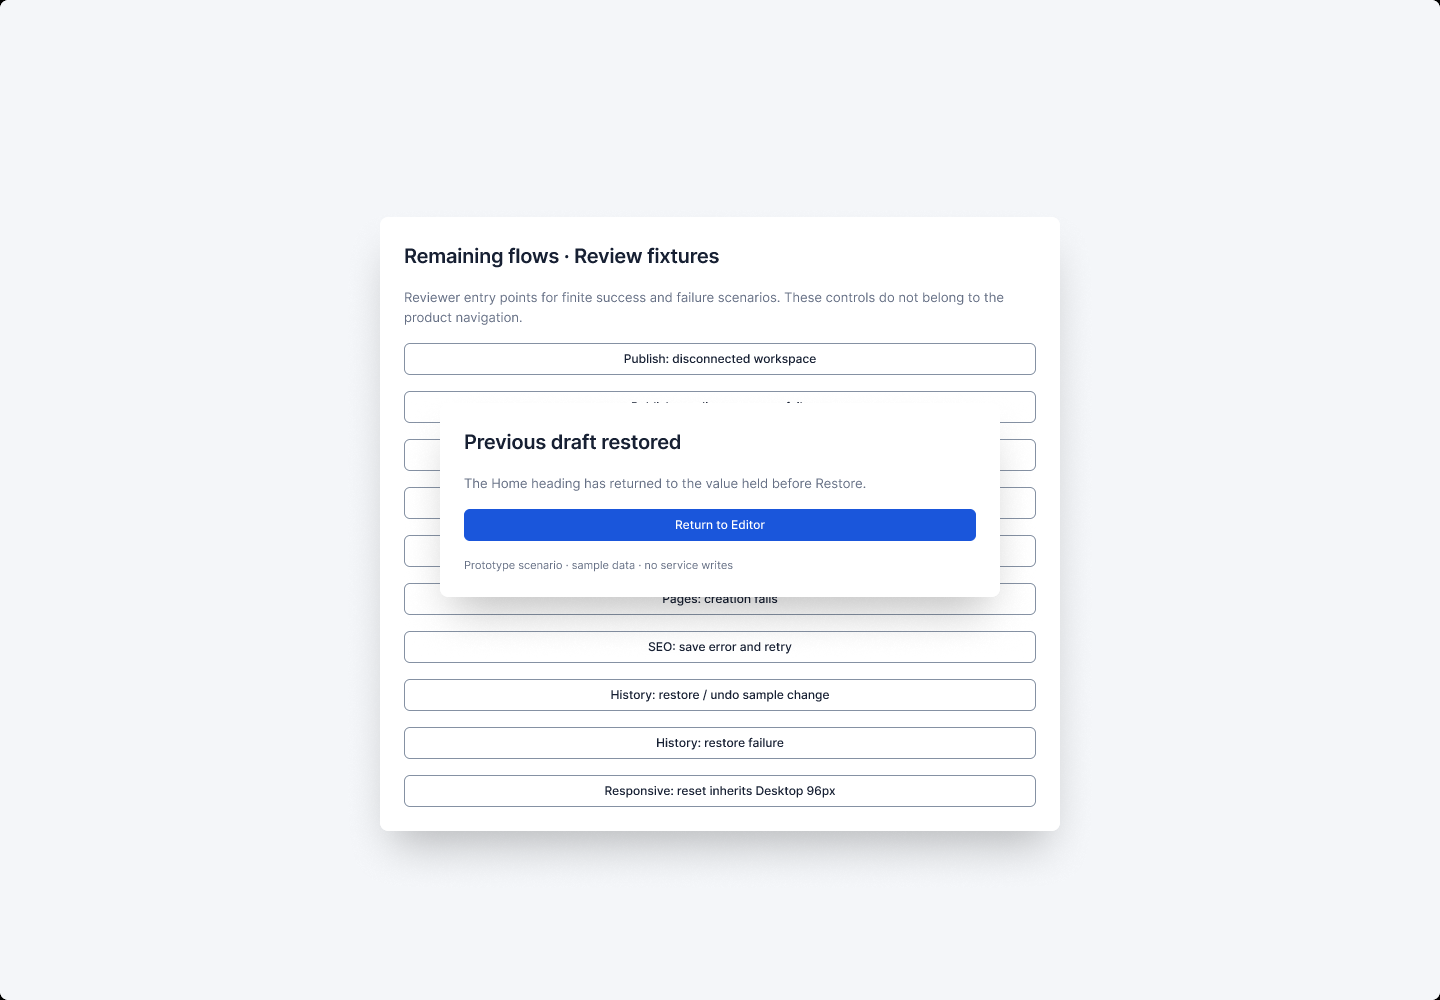 Remaining flows · Review fixtures
Reviewer entry points for finite success and failure scenarios. These controls do not belong to the
product navigation.
Publish: disconnected workspace
Previous draft restored
The Home heading has returned to the value held before Restore.
Return to Editor
Prototype scenario · sample data · no service writes
Pages: creation fails
SEO: save error and retry
History: restore / undo sample change
History: restore failure
Responsive: reset inherits Desktop 96px